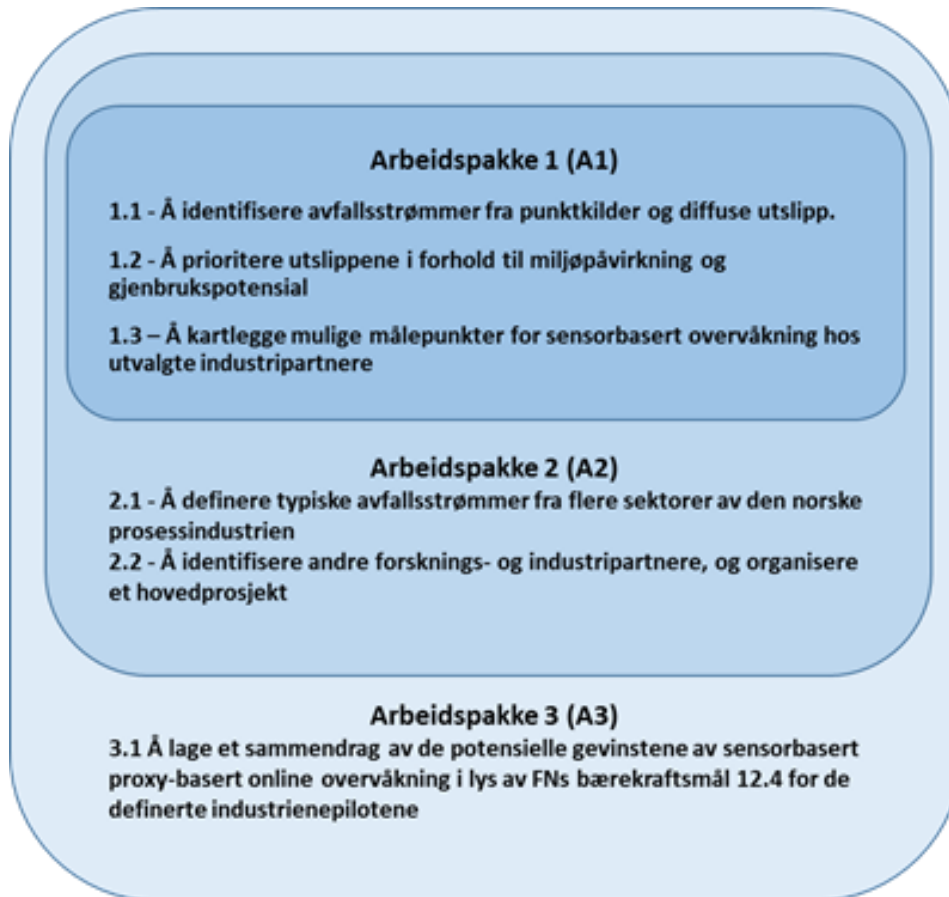 Arbeidspakke 1 (A1)
1.1 - Å identifisere avfallsstrømmer fra punktkilder og diffuse utslipp.
1.2 - Å prioritere utslippene i forhold til miljøpåvirkning og
gjenbrukspotensial
1.3 – Å kartlegge mulige målepunkter for sensorbasert overvåkning hos
utvalgte industripartnere
Arbeidspakke 2 (A2)
2.1 - Å definere typiske avfallsstrømmer fra flere sektorer av den norske
prosessindustrien
2.2 - Å identifisere andre forsknings- og industripartnere, og organisere
et hovedprosjekt
Arbeidspakke 3 (A3)
3.1 Å lage et sammendrag av de potensielle gevinstene av sensorbasert
proxy-basert online overvåkning i lys av FNs bærekraftsmål 12.4 for de
definerte industrienepilotene